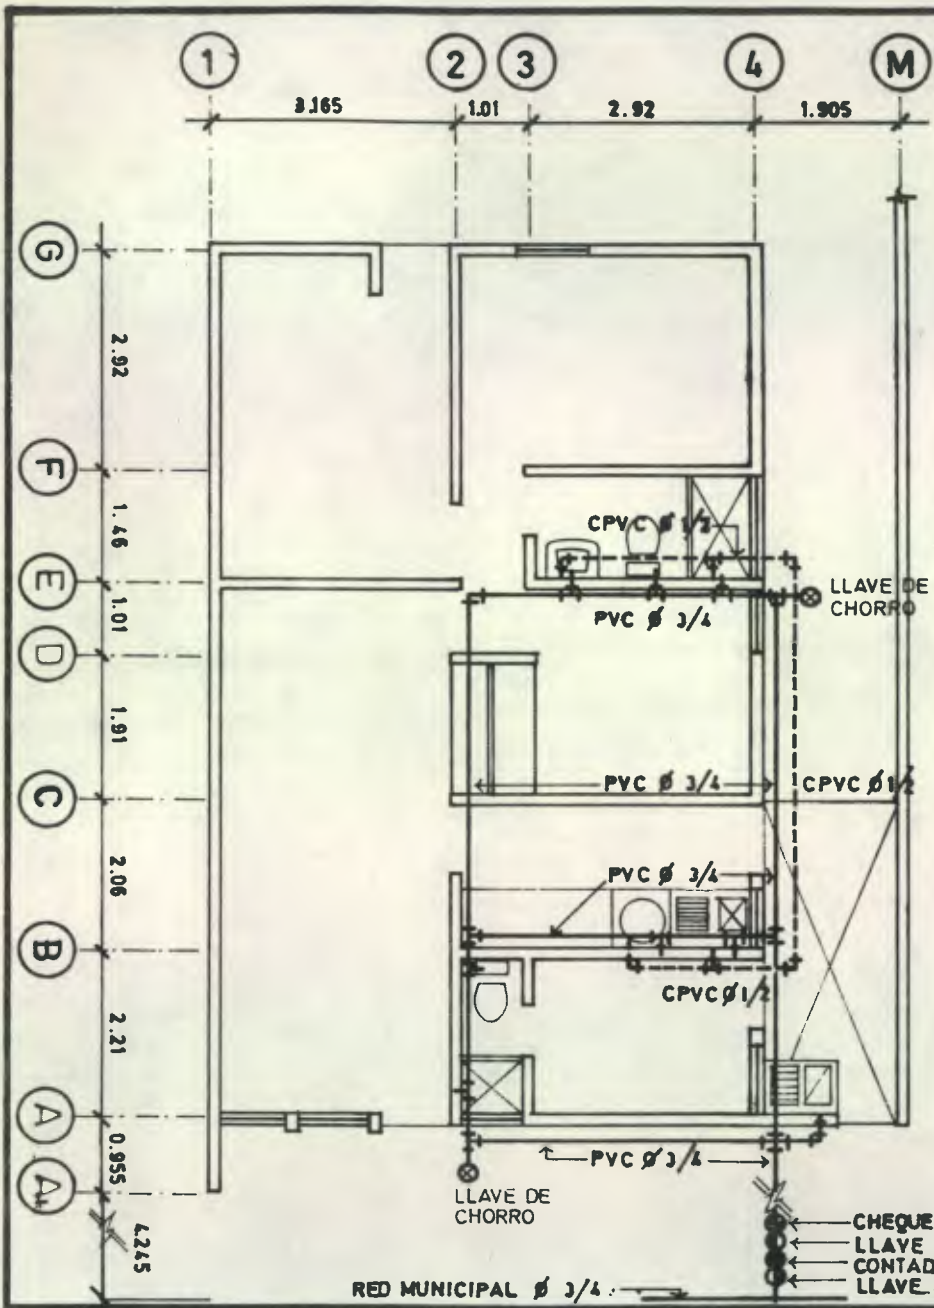 1 2 3 4 M
3.165 1.01 2.92 1.905
G
2.92
F
1.46
CPVC Ø 1/2
E
LLAVE DE
CHORRO
1.01
PVC Ø 3/4
D
1.91
PVC Ø 3/4 CPVC Ø 1/2
C
2.06
PVC Ø 3/4
B
CPVC Ø 1/2
2.21
A
0.955
PVC Ø 3/4
LLAVE DE
CHORRO
4.245
CHEQUE
LLAVE
CONTAD
LLAVE
RED MUNICIPAL Ø 3/4